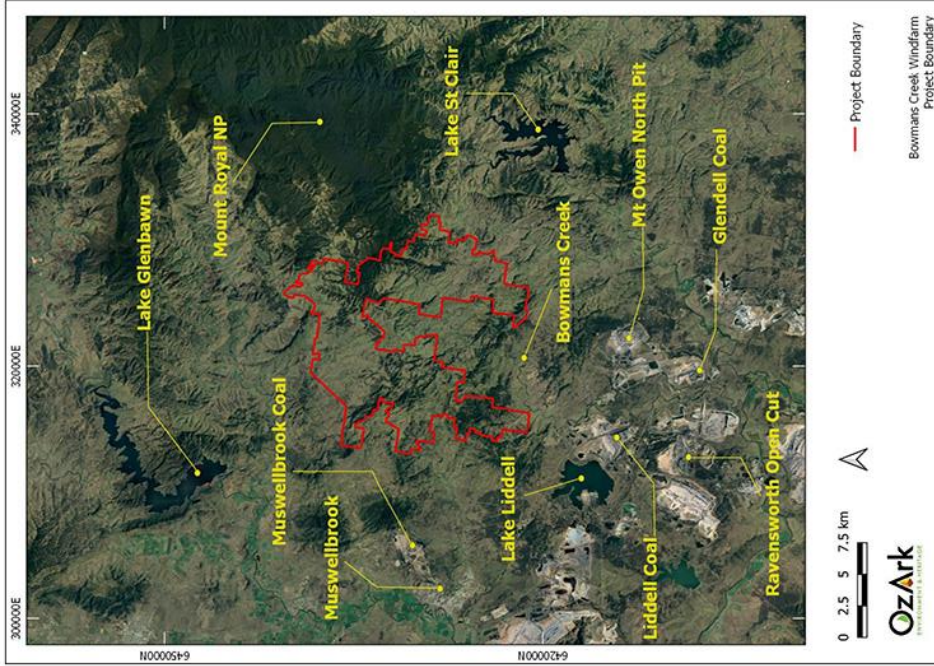 300000E
320000E
340000E
6450000N
6420000N
Lake Glenbawn
Mount Royal NP
Muswellbrook Coal
Muswellbrook
Lake St Clair
Lake Liddell
Bowmans Creek
Mt Owen North Pit
Liddell Coal
Glendell Coal
Ravensworth Open Cut
0 2.5 5 7.5 km
OzArk
ENVIRONMENT & HERITAGE
Project Boundary
Bowmans Creek Windfarm
Project Boundary